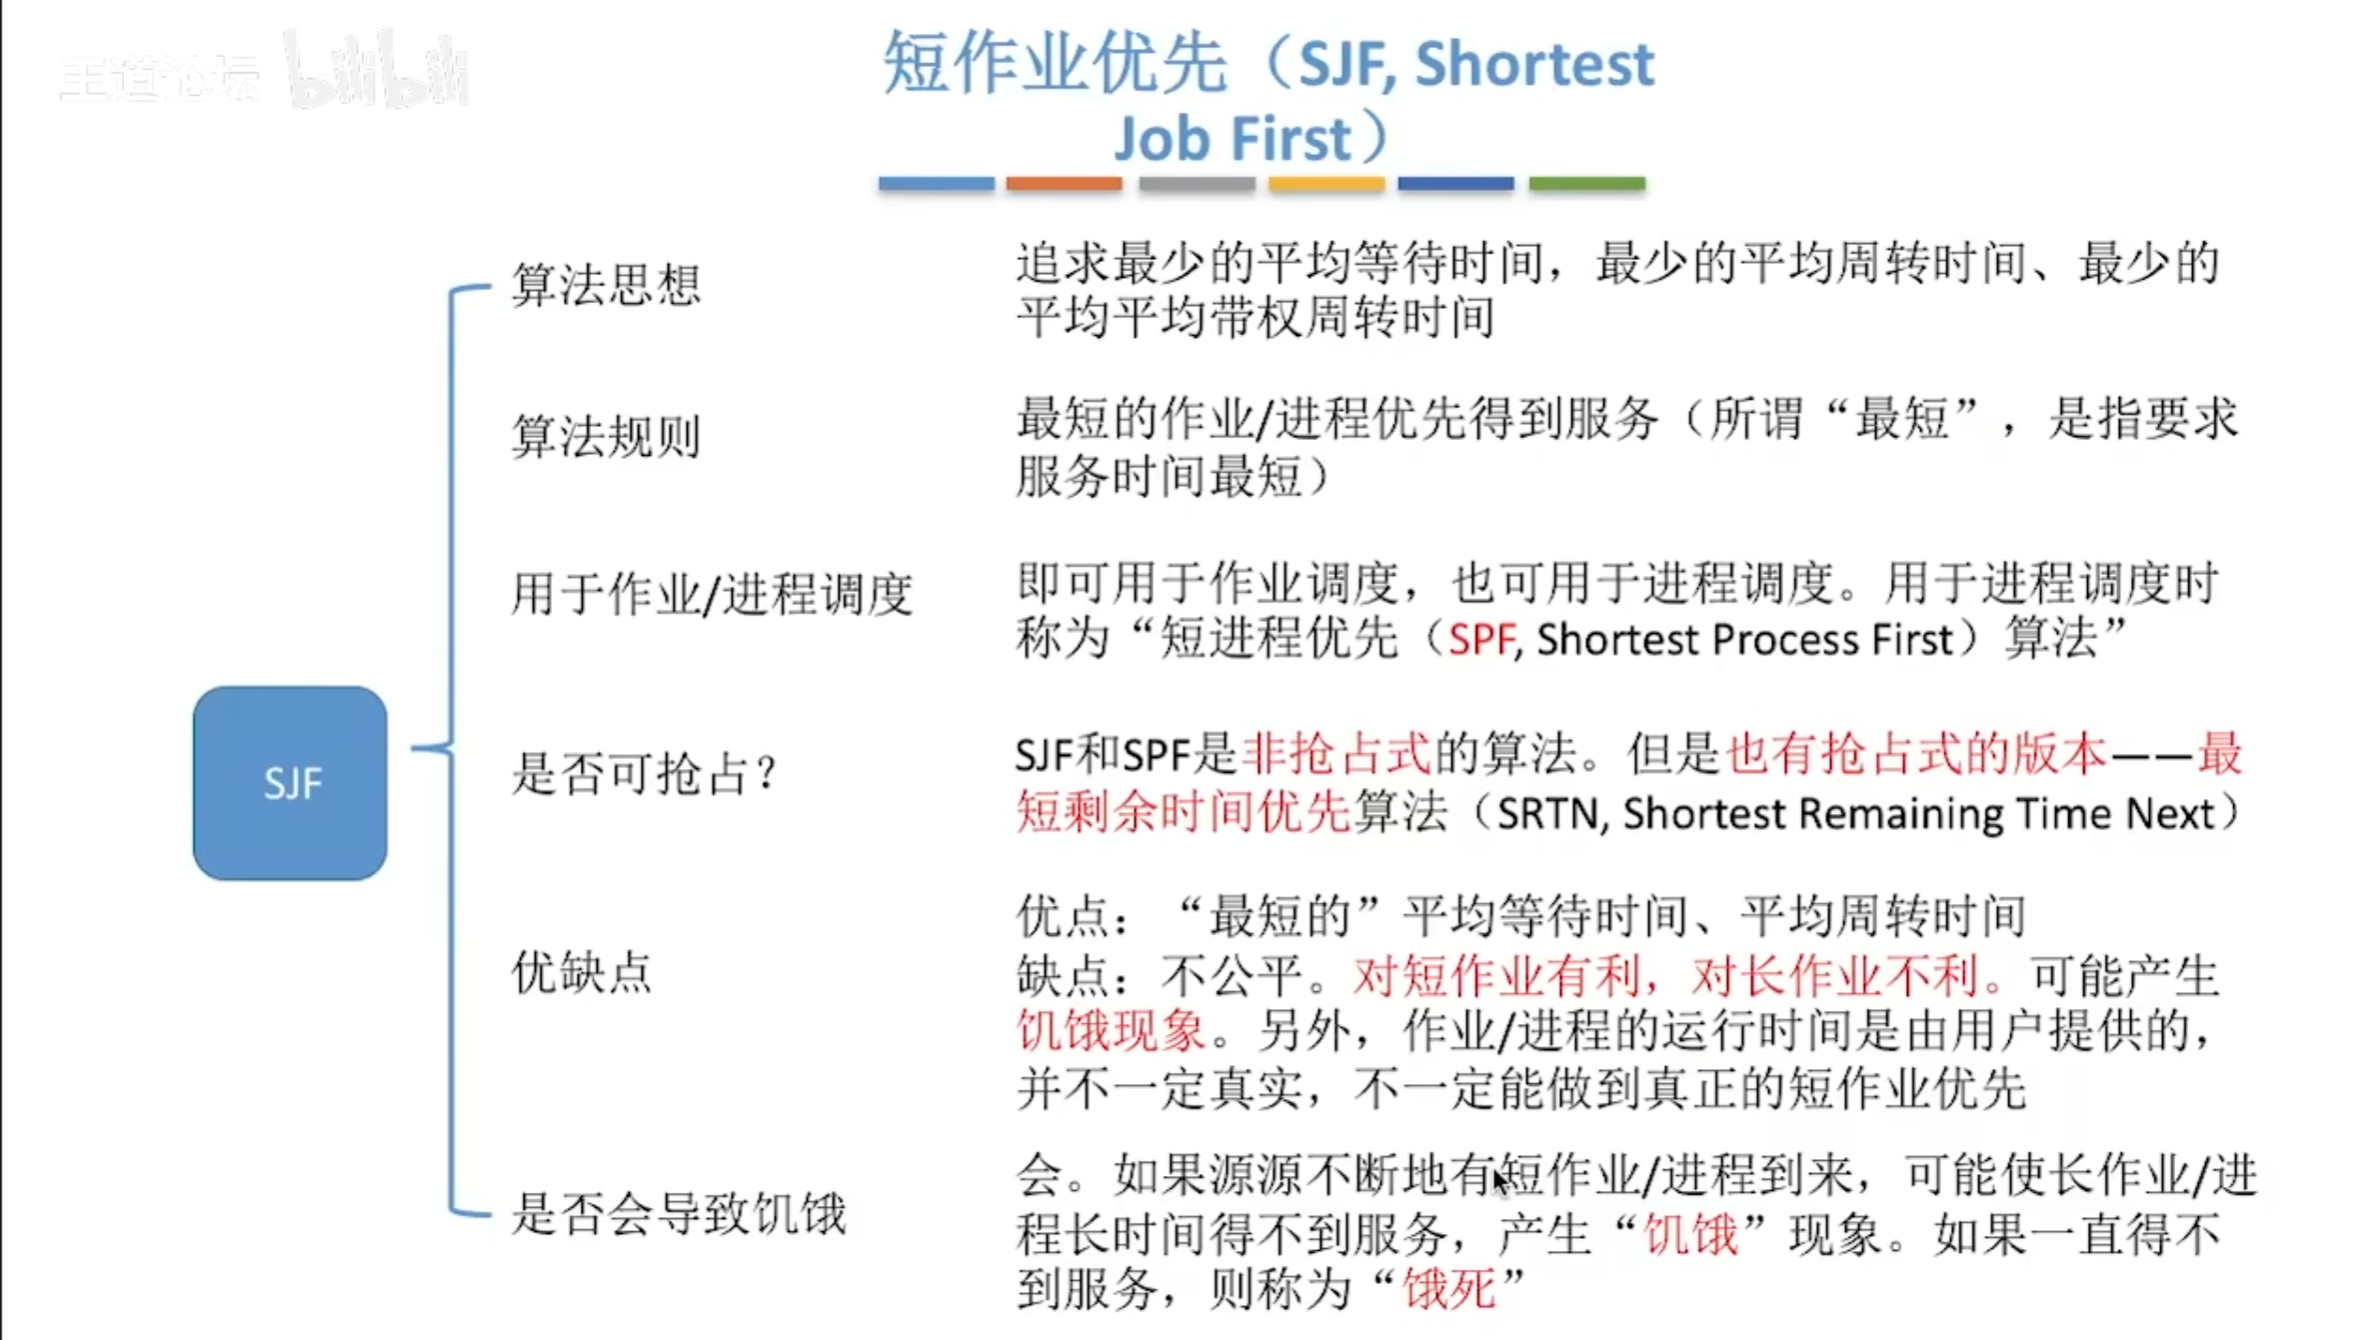 王道论坛 bilibili
短作业优先（SJF, Shortest
Job First）
算法思想
追求最少的平均等待时间，最少的平均周转时间、最少的
平均平均带权周转时间
算法规则
最短的作业/进程优先得到服务（所谓“最短”，是指要求
服务时间最短）
用于作业/进程调度
即可用于作业调度，也可用于进程调度。用于进程调度时
称为“短进程优先（SPF, Shortest Process First）算法”
SJF
是否可抢占？
SJF和SPF是非抢占式的算法。但是也有抢占式的版本——最
短剩余时间优先算法（SRTN, Shortest Remaining Time Next）
优缺点
优点：“最短的”平均等待时间、平均周转时间
缺点：不公平。对短作业有利，对长作业不利。可能产生
饥饿现象。另外，作业/进程的运行时间是由用户提供的，
并不一定真实，不一定能做到真正的短作业优先
是否会导致饥饿
会。如果源源不断地有短作业/进程到来，可能使长作业/进
程长时间得不到服务，产生“饥饿”现象。如果一直得不
到服务，则称为“饿死”